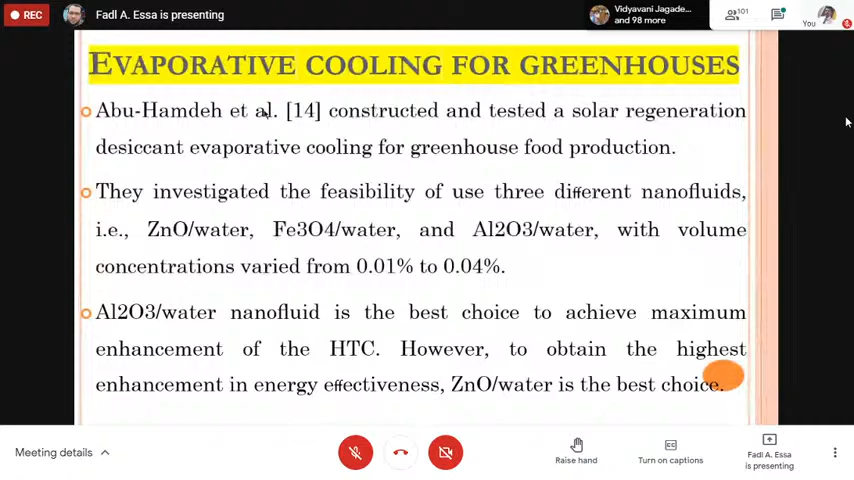 REC
Fadl A. Essa is presenting
Vidyavani Jagade...
and 98 more
101
You
EVAPORATIVE COOLING FOR GREENHOUSES
Abu-Hamdeh et al. [14] constructed and tested a solar regeneration
desiccant evaporative cooling for greenhouse food production.
They investigated the feasibility of use three different nanofluids,
i.e., ZnO/water, Fe3O4/water, and Al2O3/water, with volume
concentrations varied from 0.01% to 0.04%.
Al2O3/water nanofluid is the best choice to achieve maximum
enhancement of the HTC. However, to obtain the highest
enhancement in energy effectiveness, ZnO/water is the best choice.
Meeting details
Raise hand
Turn on captions
Fadl A. Essa
is presenting